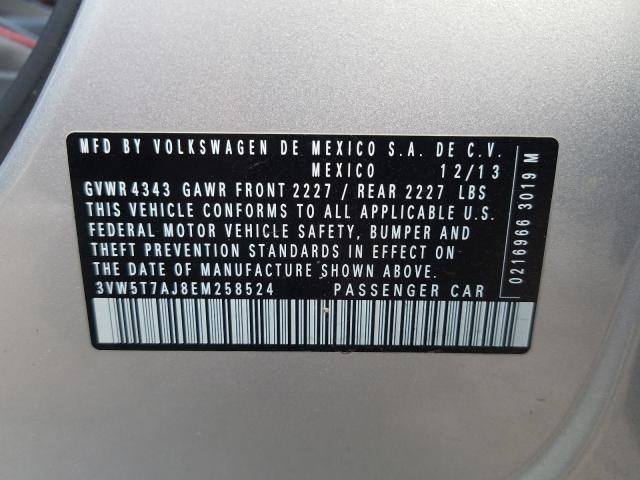 MFD BY VOLKSWAGEN DE MEXICO S.A. DE C.V.
MEXICO 12/13
GVWR 4343 GAWR FRONT 2227 / REAR 2227 LBS
THIS VEHICLE CONFORMS TO ALL APPLICABLE U.S.
FEDERAL MOTOR VEHICLE SAFETY, BUMPER AND
THEFT PREVENTION STANDARDS IN EFFECT ON
THE DATE OF MANUFACTURE SHOWN ABOVE.
3VW5T7AJ8EM258524 PASSENGER CAR
0216966 3019 M